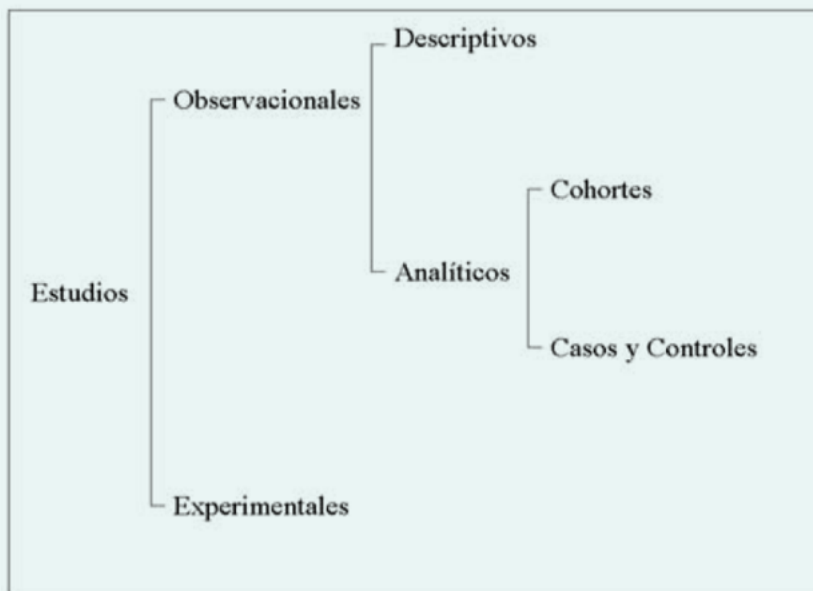 Descriptivos
Observacionales
Cohortes
Analíticos
Estudios
Casos y Controles
Experimentales